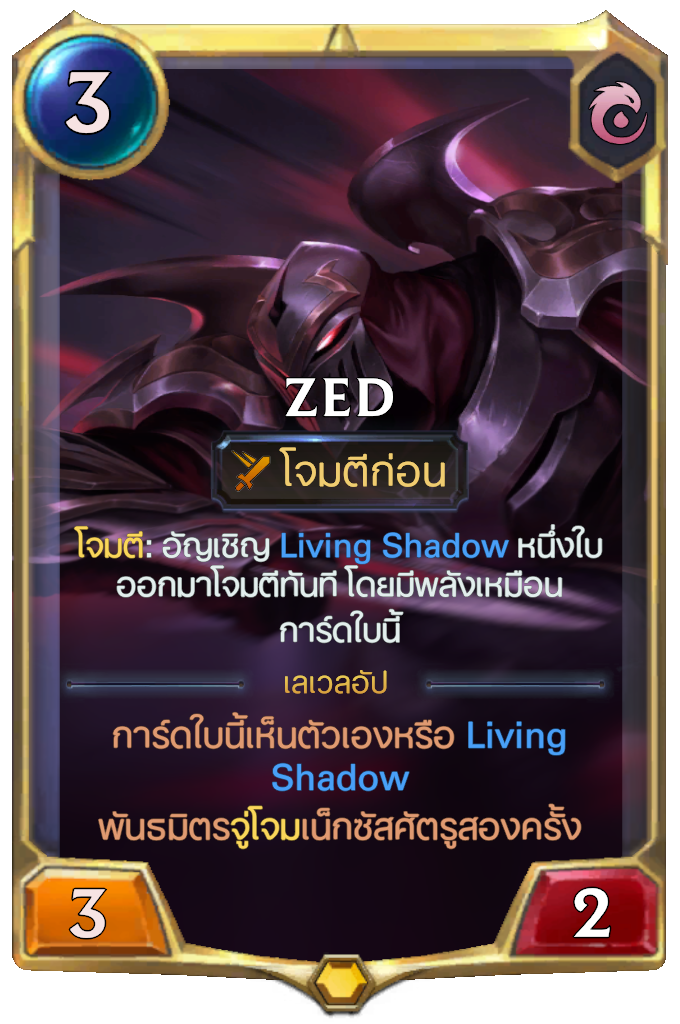 3
ZED
โจมตีก่อน
โจมตี: อัญเชิญ Living Shadow หนึ่งใบ
ออกมาโจมตีทันที โดยมีพลังเหมือน
การ์ดใบนี้
เลเวลอัป
การ์ดใบนี้เห็นตัวเองหรือ Living
Shadow
พันธมิตรจู่โจมเน็กซัสศัตรูสองครั้ง
3
2